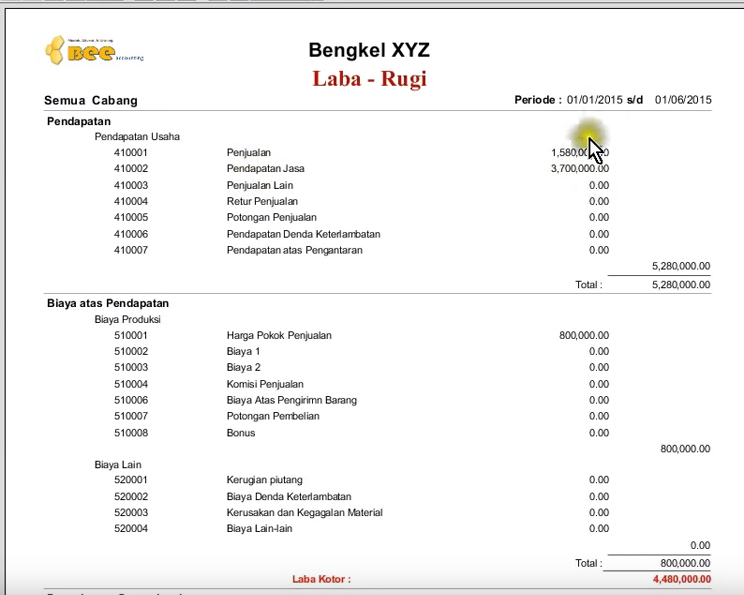 BEE accounting
Bengkel XYZ
Laba - Rugi
Semua Cabang Periode : 01/01/2015 s/d 01/06/2015
Pendapatan
Pendapatan Usaha
410001 Penjualan
410002 Pendapatan Jasa 3,700,000.00
410003 Penjualan Lain 0.00
410004 Retur Penjualan 0.00
410005 Potongan Penjualan 0.00
410006 Pendapatan Denda Keterlambatan 0.00
410007 Pendapatan atas Pengantaran 0.00
5,280,000.00
Total : 5,280,000.00
Biaya atas Pendapatan
Biaya Produksi
510001 Harga Pokok Penjualan 800,000.00
510002 Biaya 1 0.00
510003 Biaya 2 0.00
510004 Komisi Penjualan 0.00
510006 Biaya Atas Pengirimn Barang 0.00
510007 Potongan Pembelian 0.00
510008 Bonus 0.00
800,000.00
Biaya Lain
520001 Kerugian piutang 0.00
520002 Biaya Denda Keterlambatan 0.00
520003 Kerusakan dan Kegagalan Material 0.00
520004 Biaya Lain-lain 0.00
0.00
Total : 800,000.00
Laba Kotor : 4,480,000.00